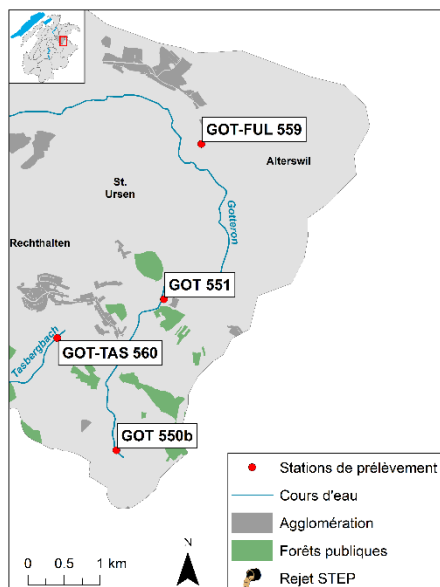 GOT-FUL 559
Alterswil
St.
Ursen
Gotteron
Rechthalten
GOT 551
GOT-TAS 560
Tasbergbach
GOT 550b
N
0 0.5 1 km
Stations de prélèvement
Cours d'eau
Agglomération
Forêts publiques
Rejet STEP